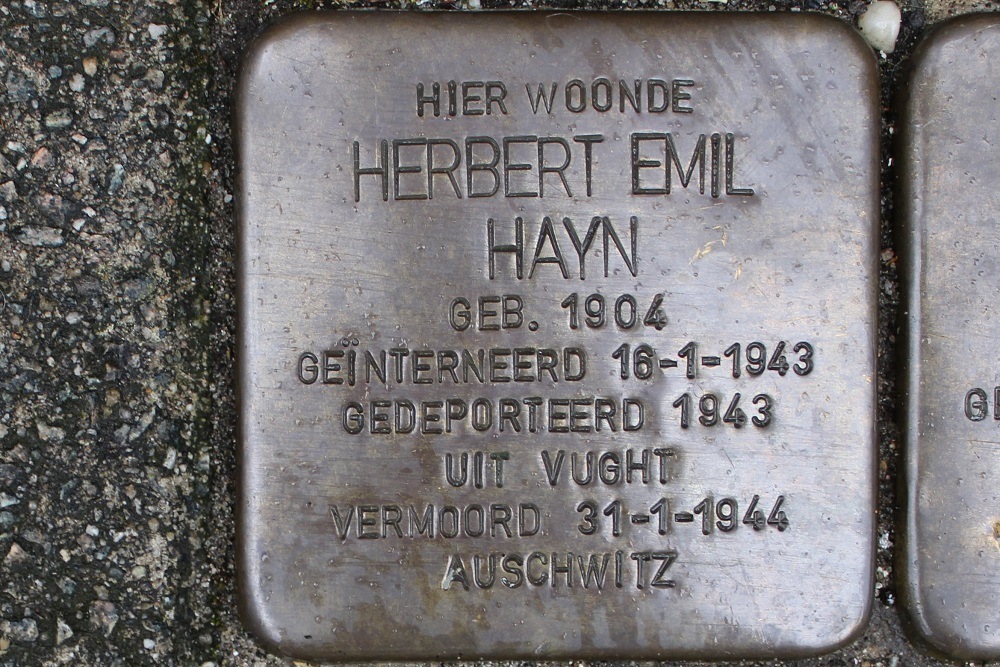 HIER WOONDE
HERBERT EMIL
HAYN
GEB. 1904
GEÏNTERNEERD 16-1-1943
GEDEPORTEERD 1943
UIT VUGHT
VERMOORD 31-1-1944
AUSCHWITZ